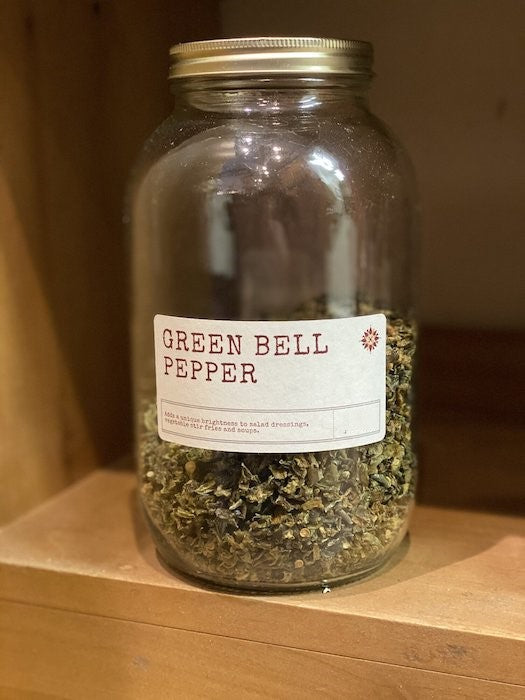 GREEN BELL
PEPPER
Adds a unique brightness to salad dressings,
vegetable stir fries and soups.